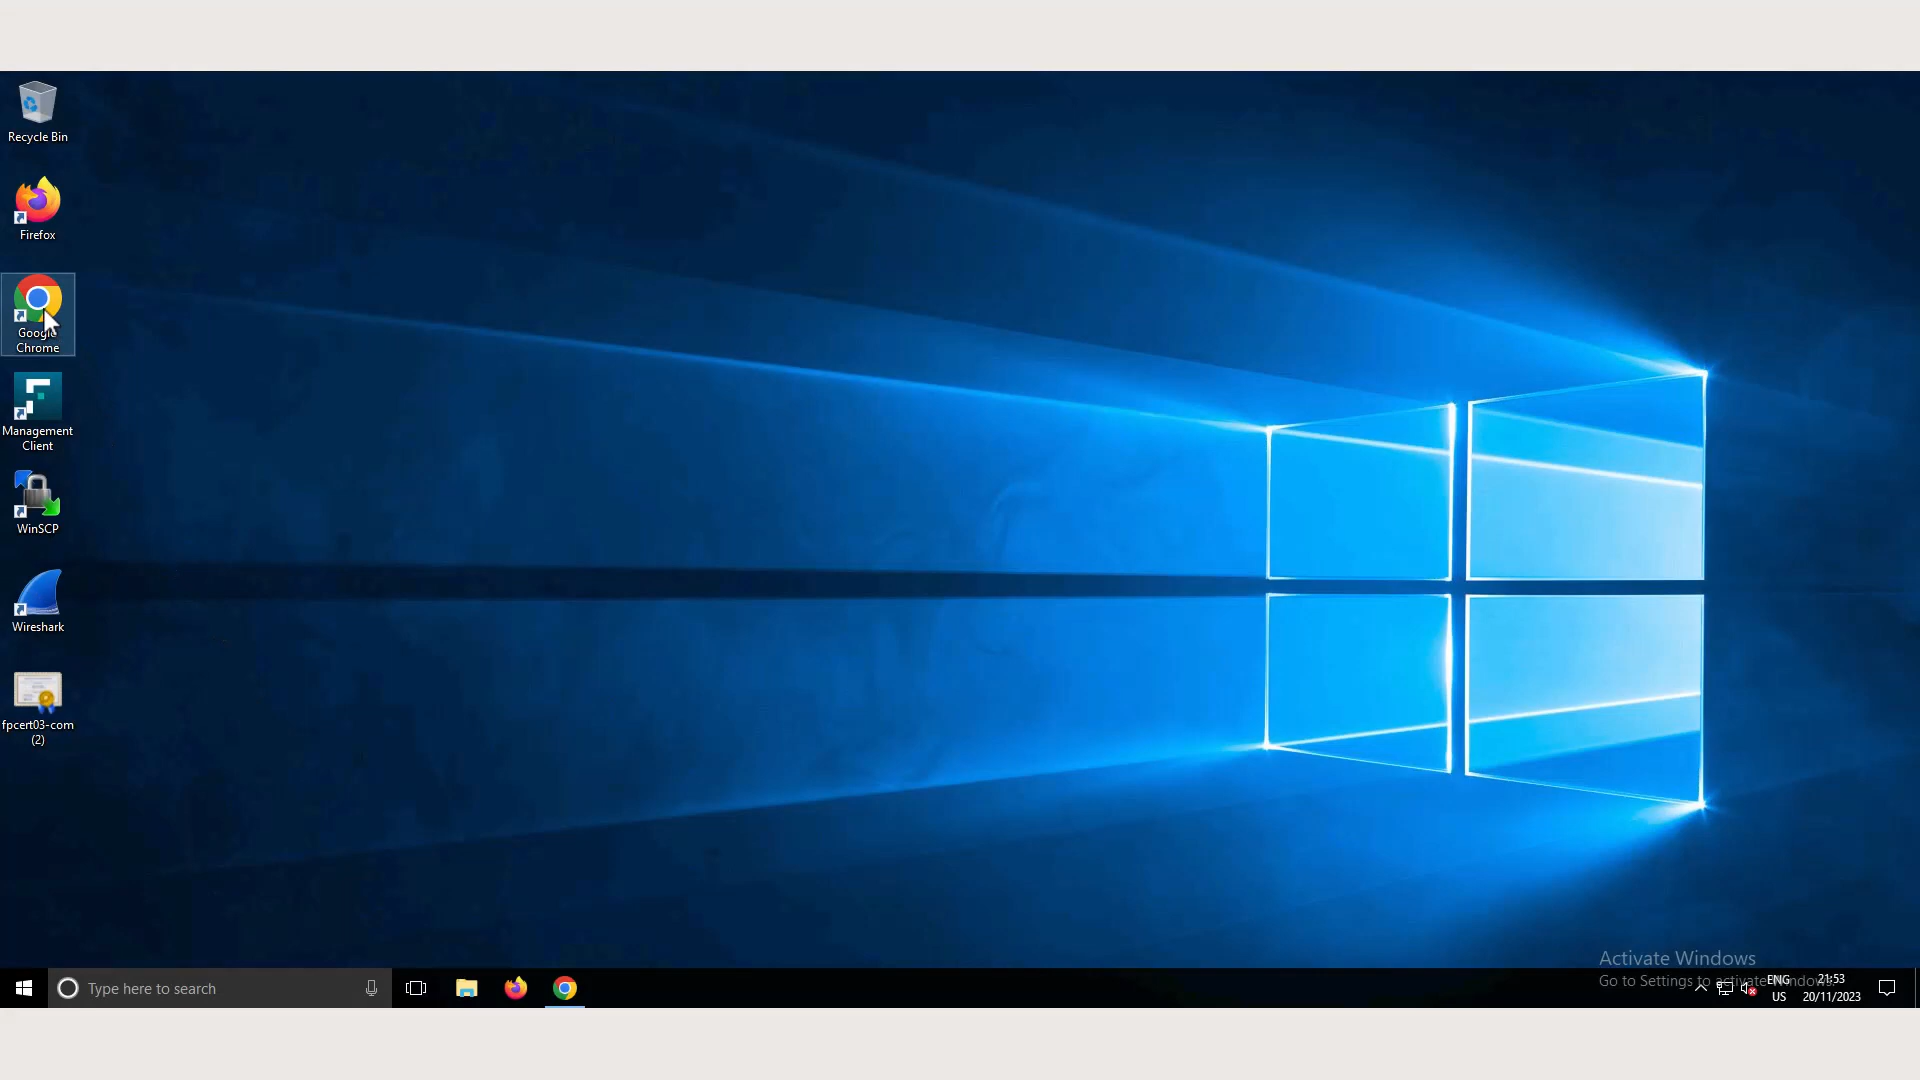 Recycle Bin
Firefox
Google
Chrome
Management
Client
WinSCP
Wireshark
fpcert03-com
(2)
Activate Windows
Go to Settings to activate Windows.
Type here to search
ENG
US
21:53
20/11/2023